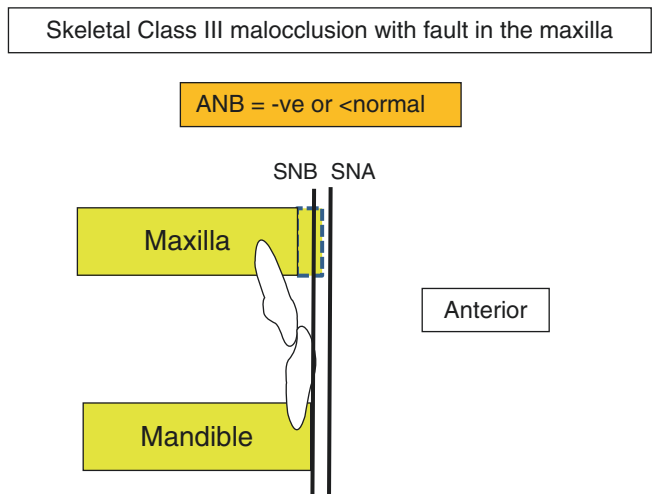 Skeletal Class III malocclusion with fault in the maxilla
ANB = -ve or <normal
SNB SNA
Maxilla
Anterior
Mandible